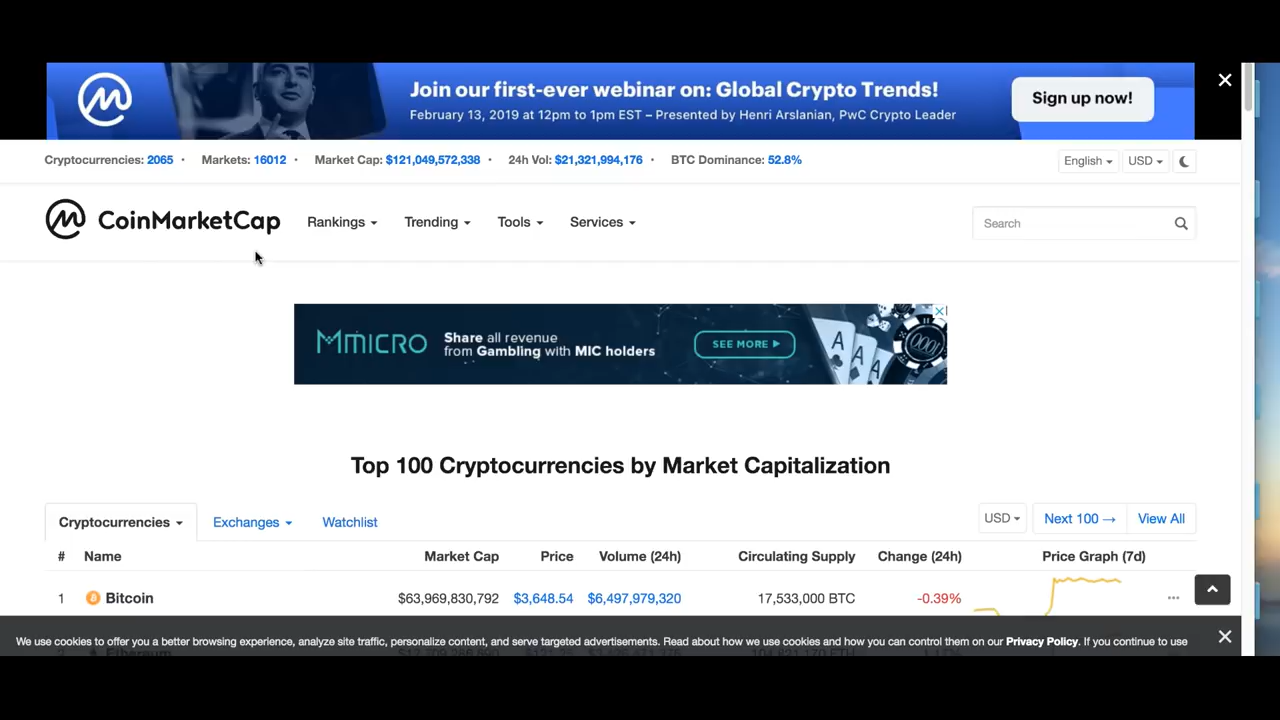 Join our first-ever webinar on: Global Crypto Trends!
February 13, 2019 at 12pm to 1pm EST – Presented by Henri Arslanian, PwC Crypto Leader
Sign up now!
Cryptocurrencies: 2065 • Markets: 16012 • Market Cap: $121,049,572,338 • 24h Vol: $21,321,994,176 • BTC Dominance: 52.8%
English USD
CoinMarketCap Rankings Trending Tools Services Search
MICRO
Share all revenue
from Gambling with MIC holders
SEE MORE
Top 100 Cryptocurrencies by Market Capitalization
Cryptocurrencies Exchanges Watchlist USD Next 100 → View All
# Name Market Cap Price Volume (24h) Circulating Supply Change (24h) Price Graph (7d)
1 Bitcoin $63,969,830,792 $3,648.54 $6,497,979,320 17,533,000 BTC -0.39%
We use cookies to offer you a better browsing experience, analyze site traffic, personalize content, and serve targeted advertisements. Read about how we use cookies and how you can control them on our Privacy Policy. If you continue to use